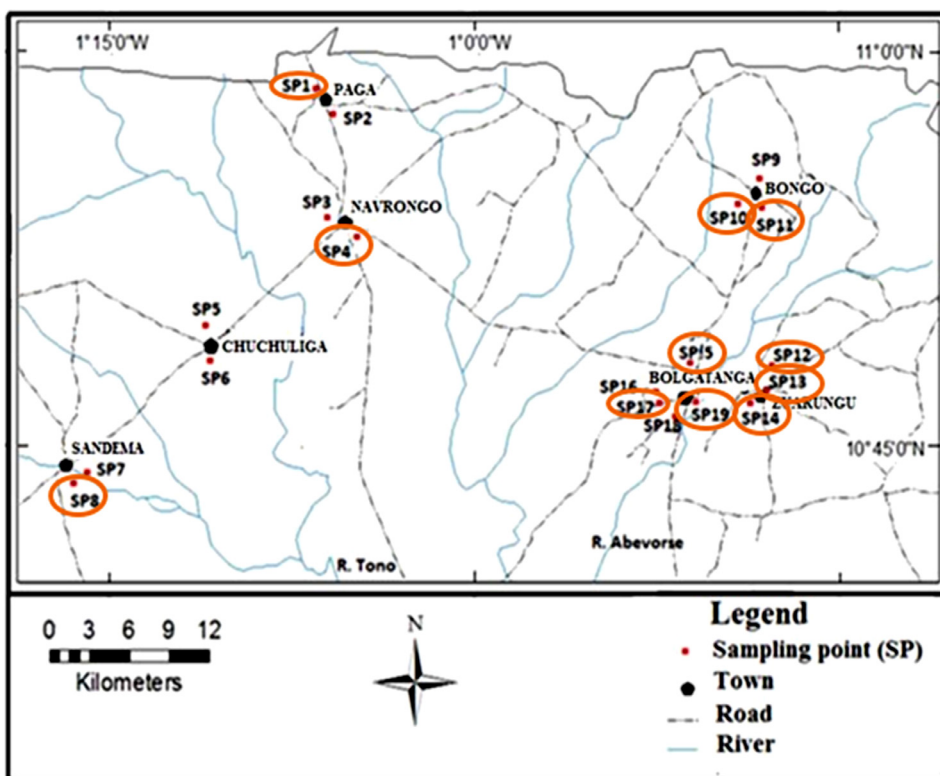 1°15'0"W
1°0'0"W
11°0'0"N
SP1
PAGA
SP2
SP9
BONGO
SP3
NAVRONGO
SP10
SP11
SP4
SP5
CHUCHULIGA
SP6
SP15
SP12
BOLGATANGA
SP13
SP16
ZUARUNGU
SP17
SP19
SP14
SP18
10°45'0"N
SANDEMA
SP7
SP8
R. Abevorse
R. Tono
Legend
0 3 6 9 12
Kilometers
N
Sampling point (SP)
Town
Road
River